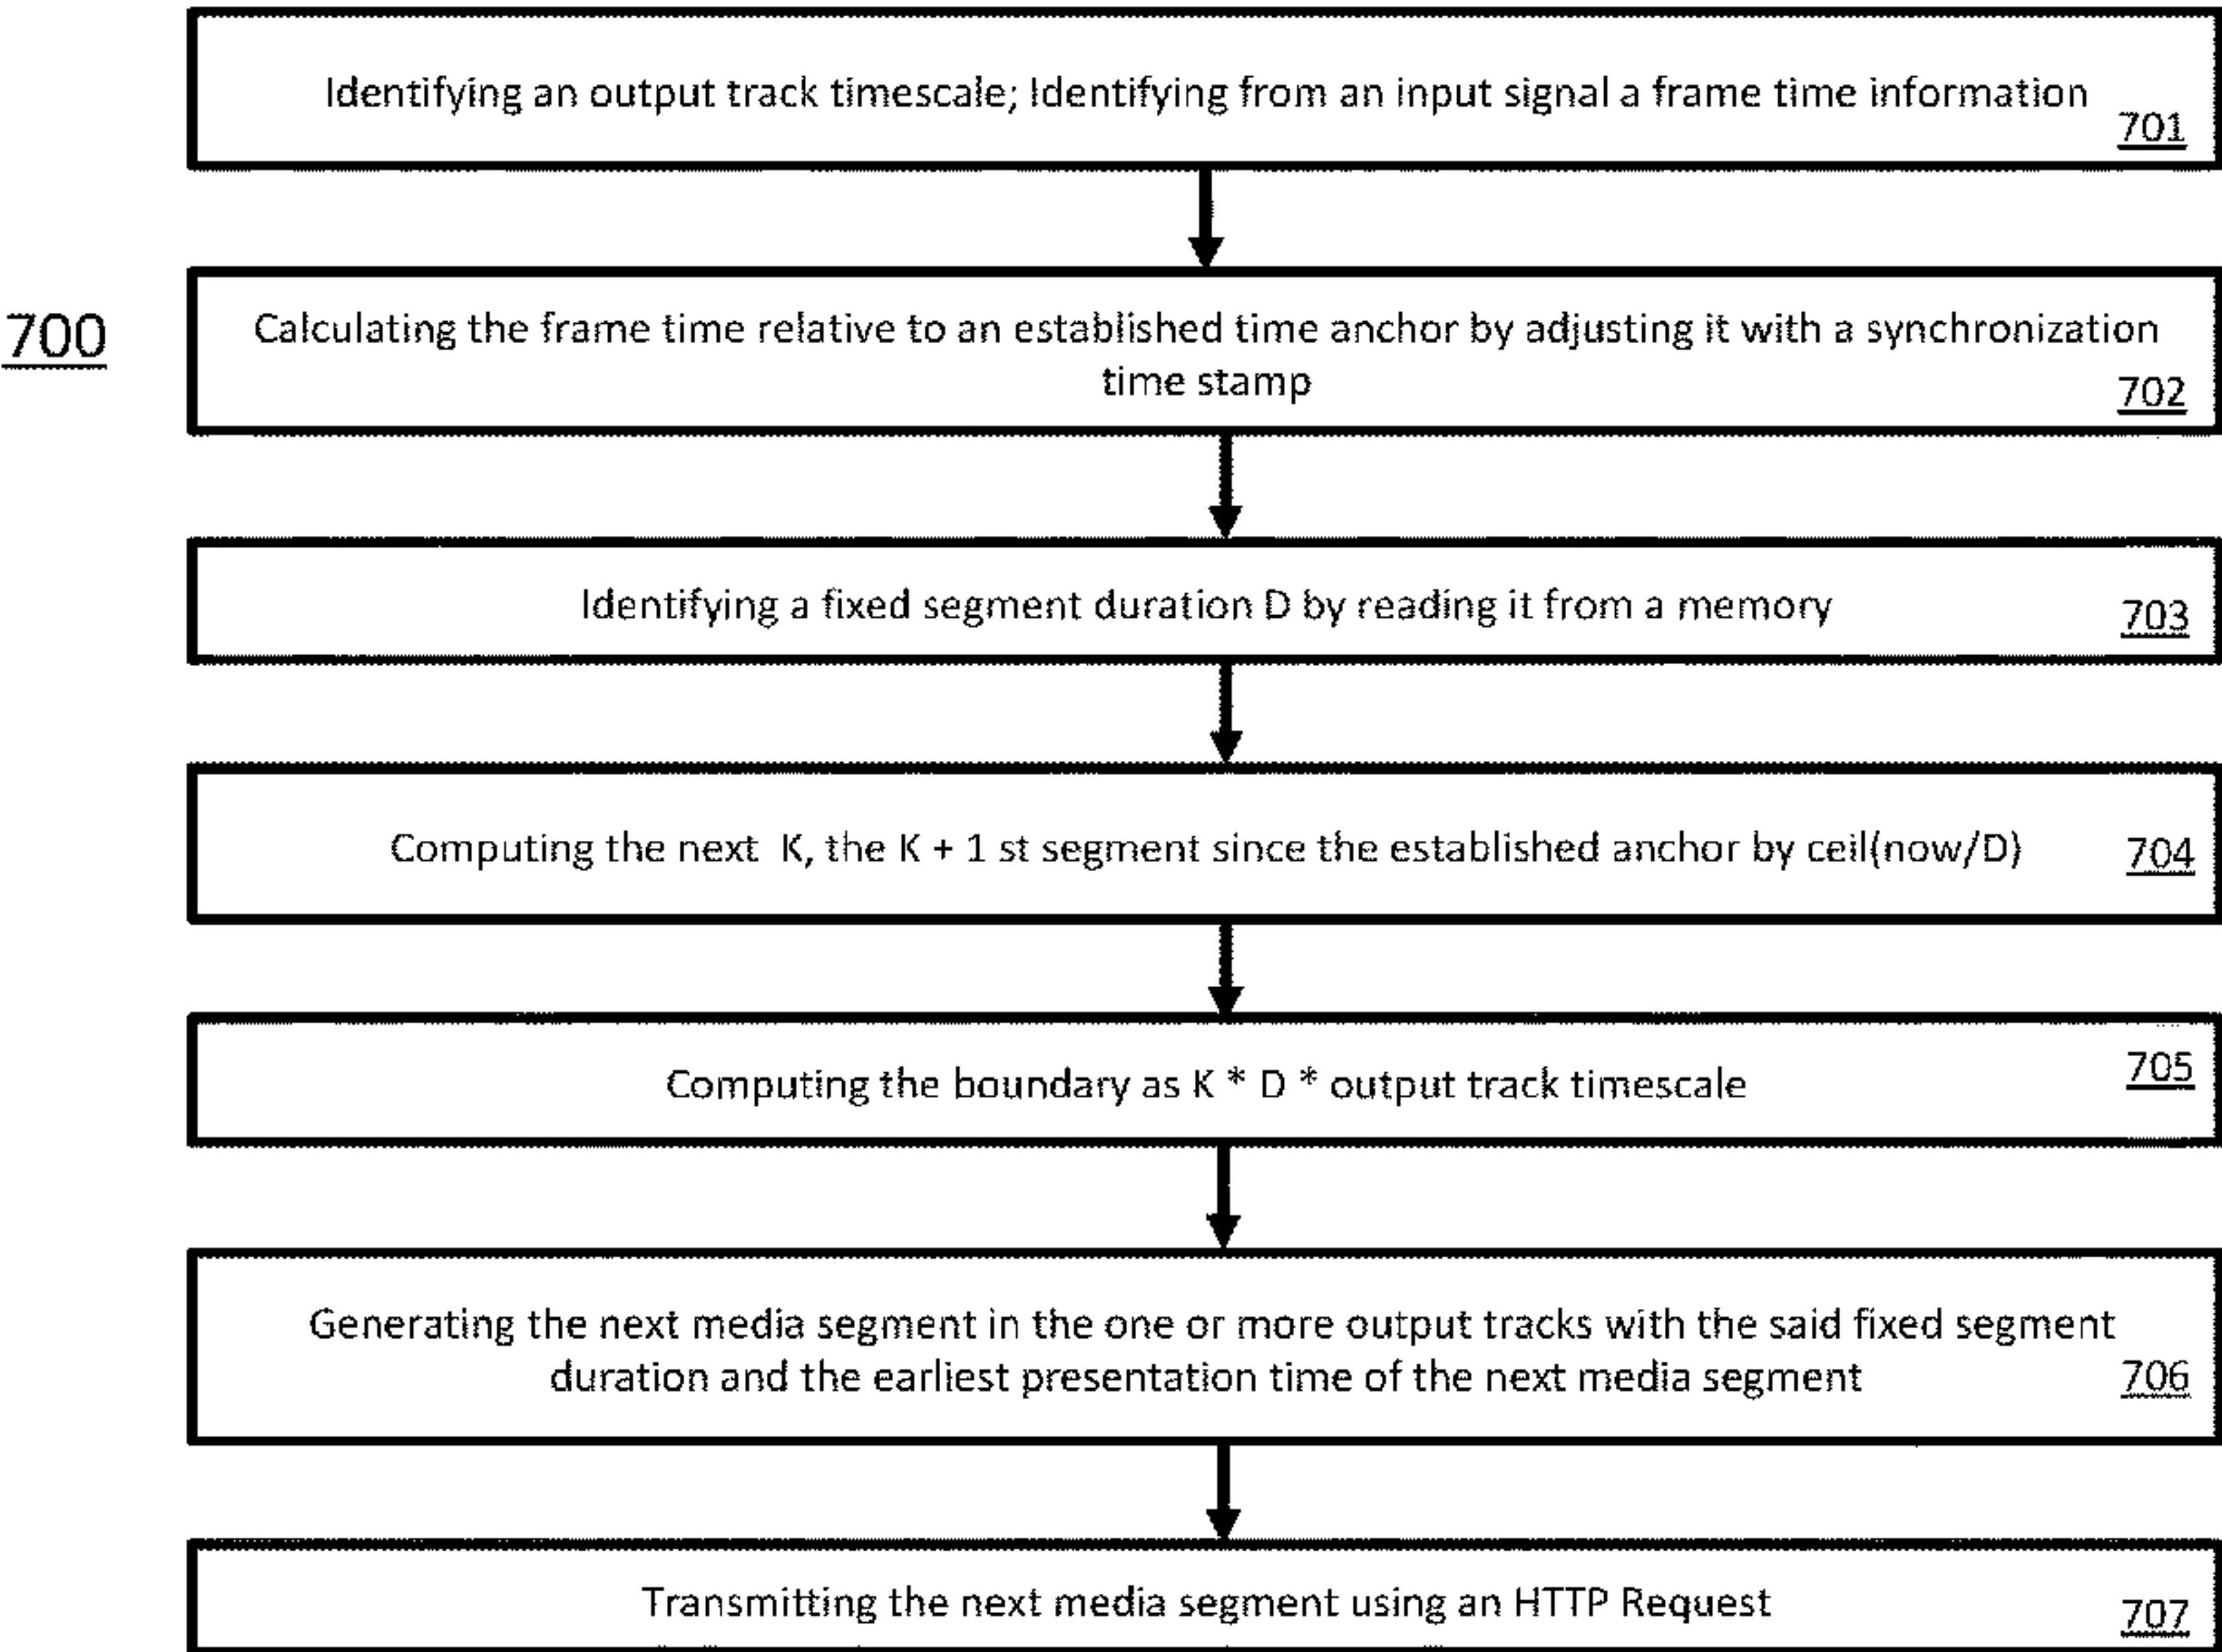 Identifying an output track timescale; Identifying from an input signal a frame time information
701
700
Calculating the frame time relative to an established time anchor by adjusting it with a synchronization
time stamp
702
Identifying a fixed segment duration D by reading it from a memory
703
Computing the next K, the K + 1 st segment since the established anchor by ceil(now/D)
704
Computing the boundary as K * D * output track timescale
705
Generating the next media segment in the one or more output tracks with the said fixed segment
duration and the earliest presentation time of the next media segment
706
Transmitting the next media segment using an HTTP Request
707